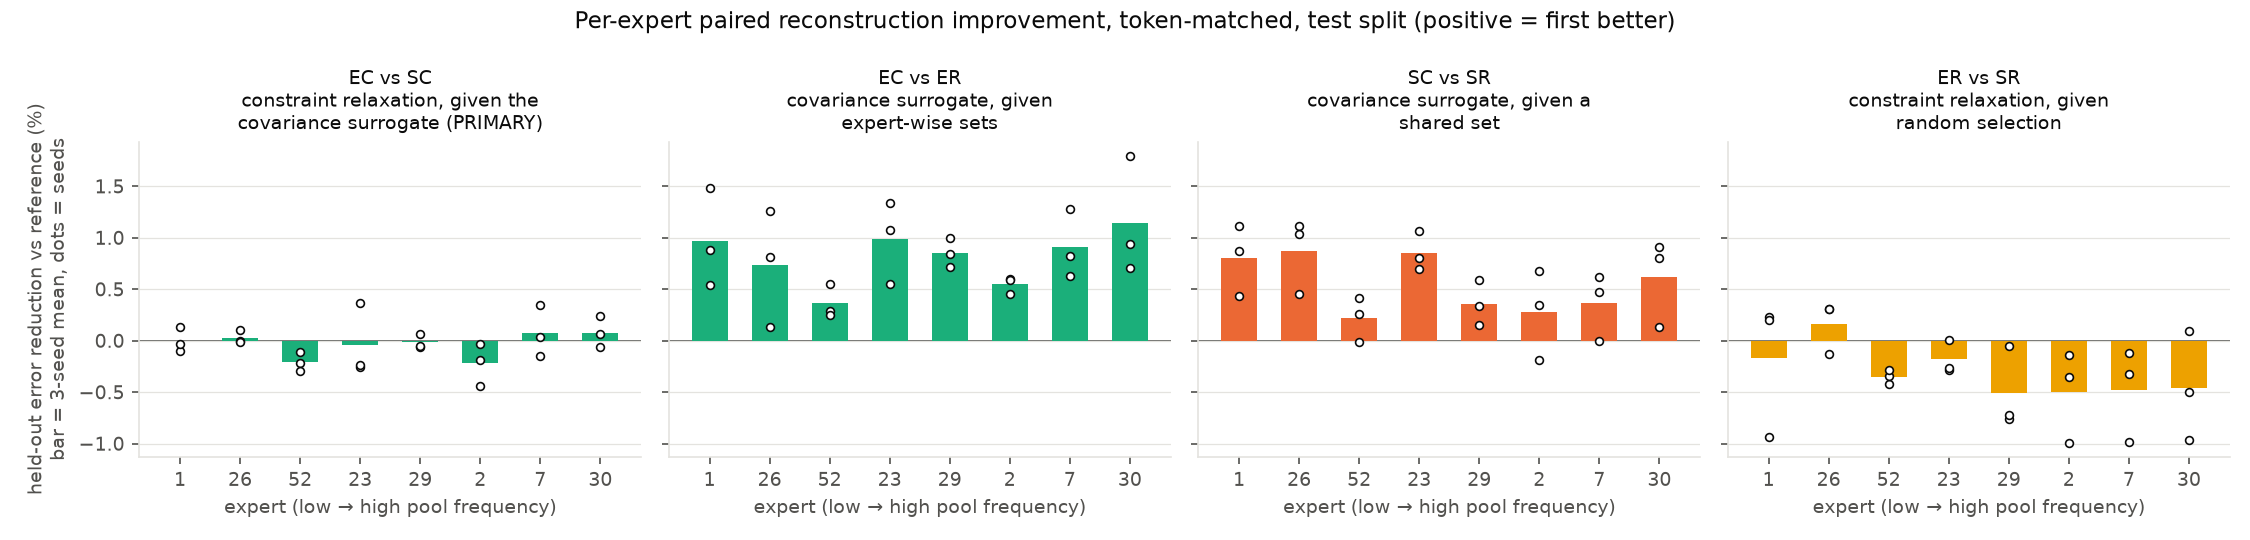 Per-expert paired reconstruction improvement, token-matched, test split (positive = first better)
held-out error reduction vs reference (%)
bar = 3-seed mean, dots = seeds
EC vs SC
constraint relaxation, given the
covariance surrogate (PRIMARY)
1.5
1.0
0.5
0.0
−0.5
−1.0
1 26 52 23 29 2 7 30
expert (low → high pool frequency)
EC vs ER
covariance surrogate, given
expert-wise sets
1 26 52 23 29 2 7 30
expert (low → high pool frequency)
SC vs SR
covariance surrogate, given a
shared set
1 26 52 23 29 2 7 30
expert (low → high pool frequency)
ER vs SR
constraint relaxation, given
random selection
1 26 52 23 29 2 7 30
expert (low → high pool frequency)